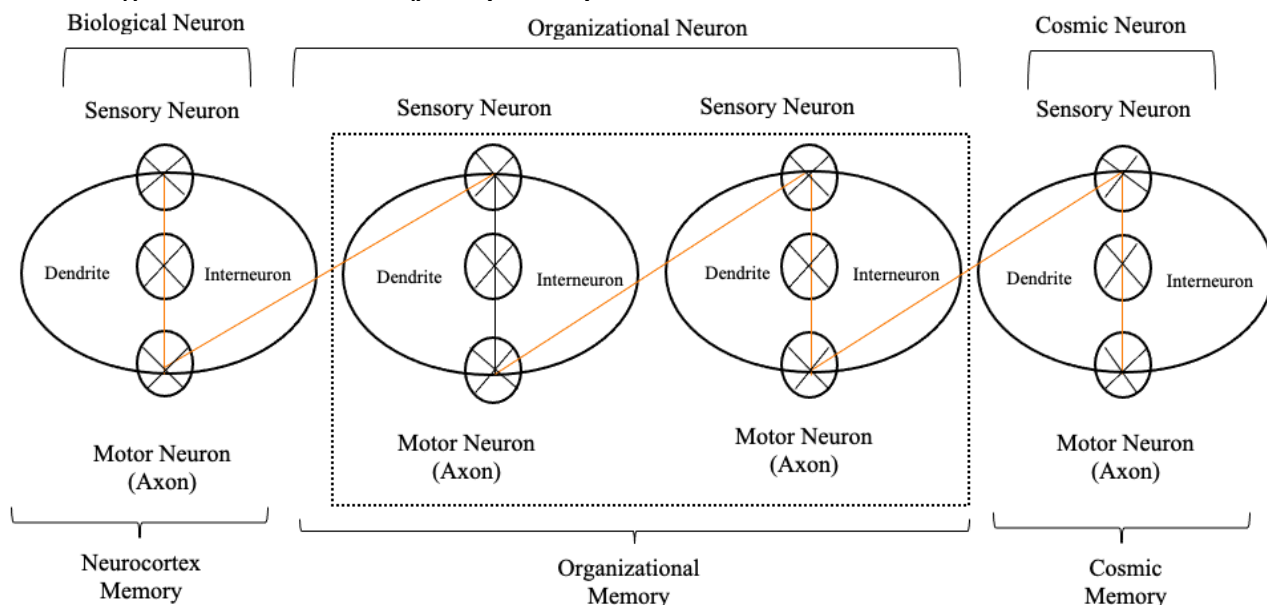 Biological Neuron
Organizational Neuron
Cosmic Neuron
Sensory Neuron
Sensory Neuron
Sensory Neuron
Sensory Neuron
Dendrite
Interneuron
Dendrite
Interneuron
Dendrite
Interneuron
Dendrite
Interneuron
Motor Neuron
(Axon)
Motor Neuron
(Axon)
Motor Neuron
(Axon)
Motor Neuron
(Axon)
Neurocortex
Memory
Organizational
Memory
Cosmic
Memory